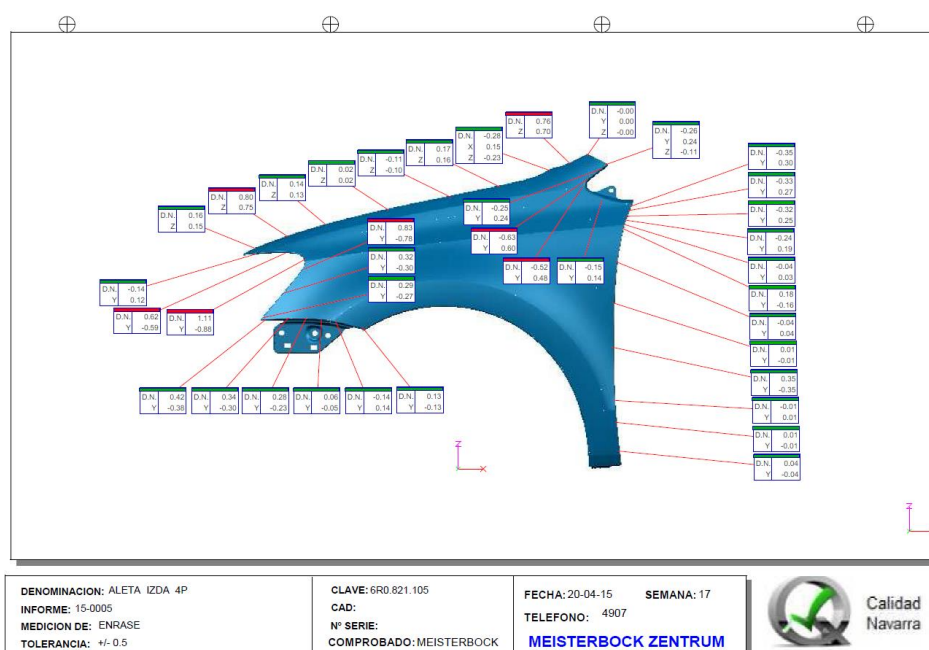 D.N. -0.00
Y 0.00
Z -0.00
D.N. 0.76
Z 0.70
D.N. -0.26
Y 0.24
Z -0.11
D.N. -0.28
X 0.15
Z -0.23
D.N. 0.17
Z 0.16
D.N. -0.11
Z -0.10
D.N. 0.02
Z 0.02
D.N. 0.14
Z 0.13
D.N. 0.80
Z 0.75
D.N. 0.16
Z 0.15
D.N. -0.35
Y 0.30
D.N. -0.33
Y 0.27
D.N. -0.32
Y 0.25
D.N. -0.24
Y 0.19
D.N. -0.04
Y 0.03
D.N. 0.18
Y -0.16
D.N. -0.04
Y 0.04
D.N. 0.01
Y -0.01
D.N. 0.35
Y -0.35
D.N. -0.01
Y 0.01
D.N. 0.01
Y -0.01
D.N. 0.04
Y -0.04
D.N. -0.25
Y 0.24
D.N. -0.63
Y 0.60
D.N. -0.52
Y 0.48
D.N. -0.15
Y 0.14
D.N. 0.83
Y -0.78
D.N. 0.32
Y -0.30
D.N. 0.29
Y -0.27
D.N. -0.14
Y 0.12
D.N. 0.62
Y -0.59
D.N. 1.11
Y -0.88
D.N. 0.42
Y -0.38
D.N. 0.34
Y -0.30
D.N. 0.28
Y -0.23
D.N. 0.06
Y -0.05
D.N. -0.14
Y 0.14
D.N. 0.13
Y -0.13
Z
X
Z
DENOMINACION: ALETA IZDA 4P
INFORME: 15-0005
MEDICION DE: ENRASE
TOLERANCIA: +/- 0.5
CLAVE: 6R0.821.105
CAD:
Nº SERIE:
COMPROBADO: MEISTERBOCK
FECHA: 20-04-15 SEMANA: 17
TELEFONO: 4907
MEISTERBOCK ZENTRUM
Calidad
Navarra